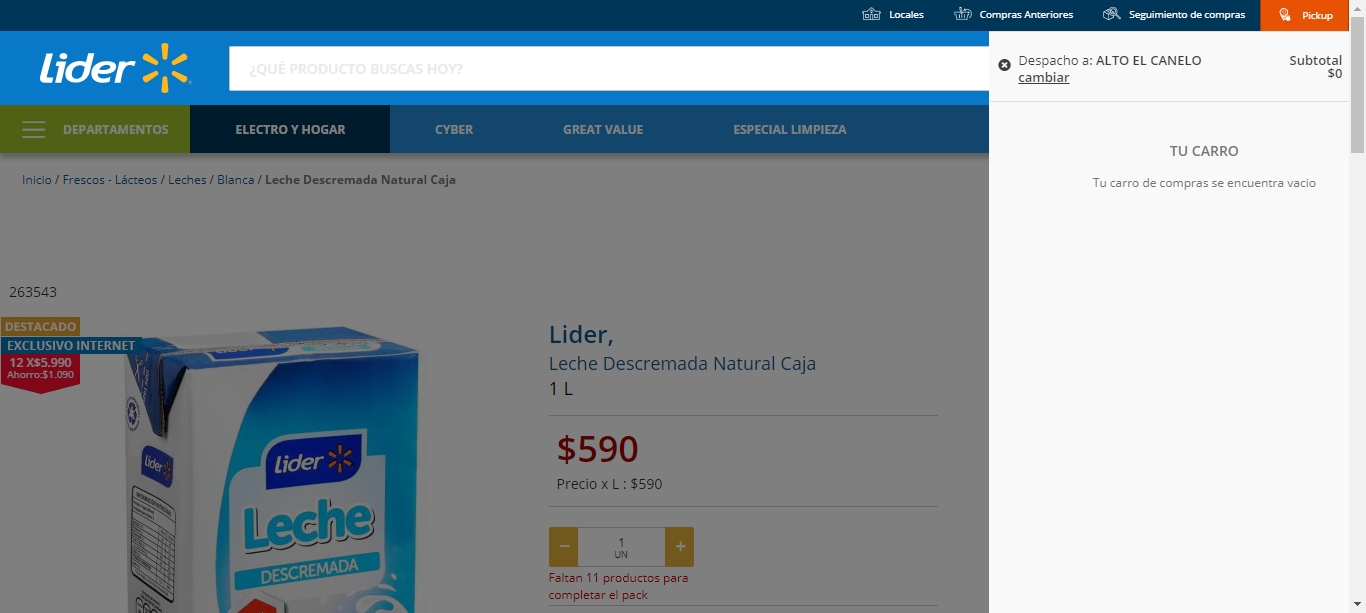 Locales
Compras Anteriores
Seguimiento de compras
Pickup
Lider
¿QUÉ PRODUCTO BUSCAS HOY?
Despacho a: ALTO EL CANELO
cambiar
Subtotal
$0
DEPARTAMENTOS
ELECTRO Y HOGAR
CYBER
GREAT VALUE
ESPECIAL LIMPIEZA
TU CARRO
Tu carro de compras se encuentra vacio
Inicio / Frescos - Lácteos / Leches / Blanca / Leche Descremada Natural Caja
263543
DESTACADO
EXCLUSIVO INTERNET
12 X$5.990
Ahorro:$1.090
lider
lider
Leche
DESCREMADA
Lider,
Leche Descremada Natural Caja
1 L
$590
Precio x L : $590
−
1
UN
+
Faltan 11 productos para
completar el pack